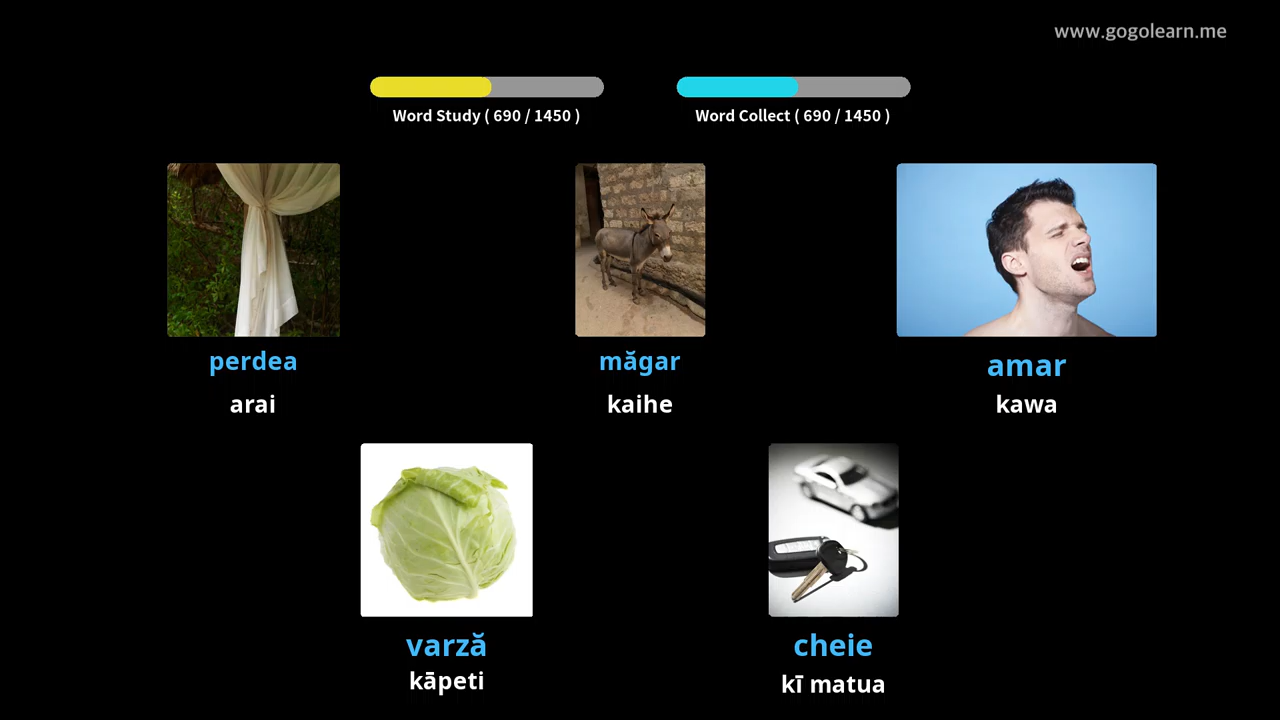 www.gogolearn.me
Word Study ( 690 / 1450 )
Word Collect ( 690 / 1450 )
perdea
arai
măgar
kaihe
amar
kawa
varză
kāpeti
cheie
kī matua